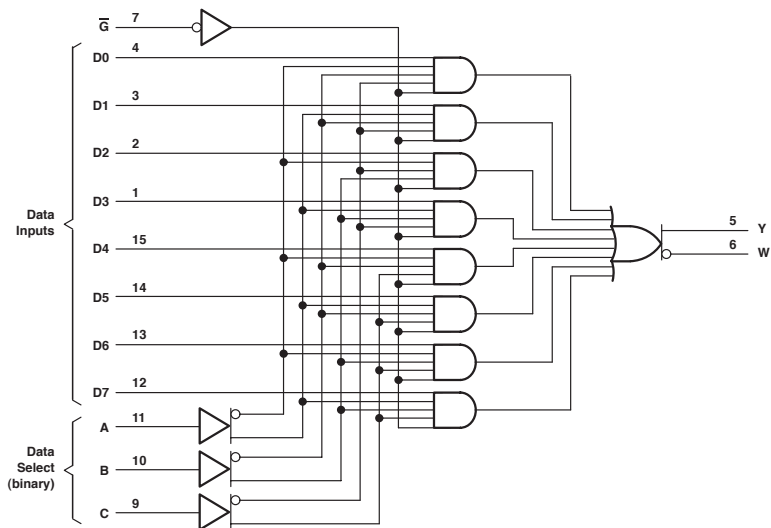 G̅ 7
D0 4
D1 3
D2 2
D3 1
Data
Inputs
D4 15
D5 14
D6 13
D7 12
A 11
Data
Select
(binary)
B 10
C 9
5 Y
6 W